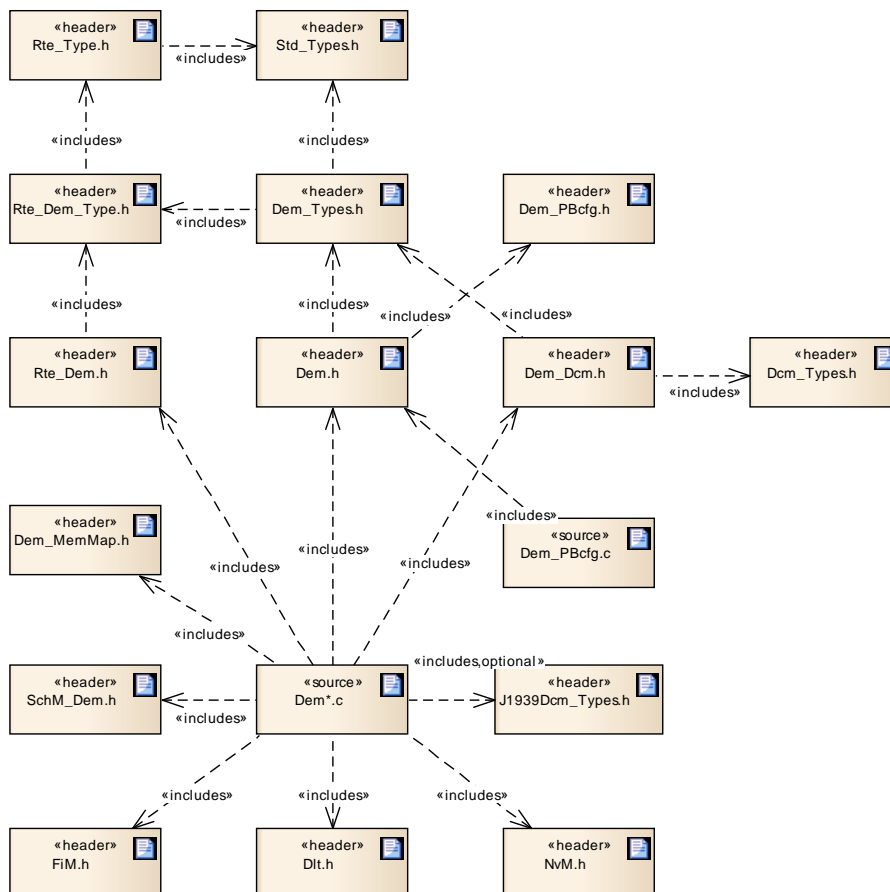 «header»
Rte_Type.h
«header»
Std_Types.h
«includes»
«includes»
«includes»
«header»
Rte_Dem_Type.h
«header»
Dem_Types.h
«header»
Dem_PBcfg.h
«includes»
«includes»
«includes»
«includes»
«includes»
«header»
Rte_Dem.h
«header»
Dem.h
«header»
Dem_Dcm.h
«header»
Dcm_Types.h
«includes»
«header»
Dem_MemMap.h
«includes»
«source»
Dem_PBcfg.c
«includes»
«includes»
«includes»
«includes»
«includes,optional»
«header»
SchM_Dem.h
«source»
Dem*.c
«header»
J1939Dcm_Types.h
«includes»
«includes»
«includes»
«includes»
«header»
FiM.h
«header»
Dlt.h
«header»
NvM.h